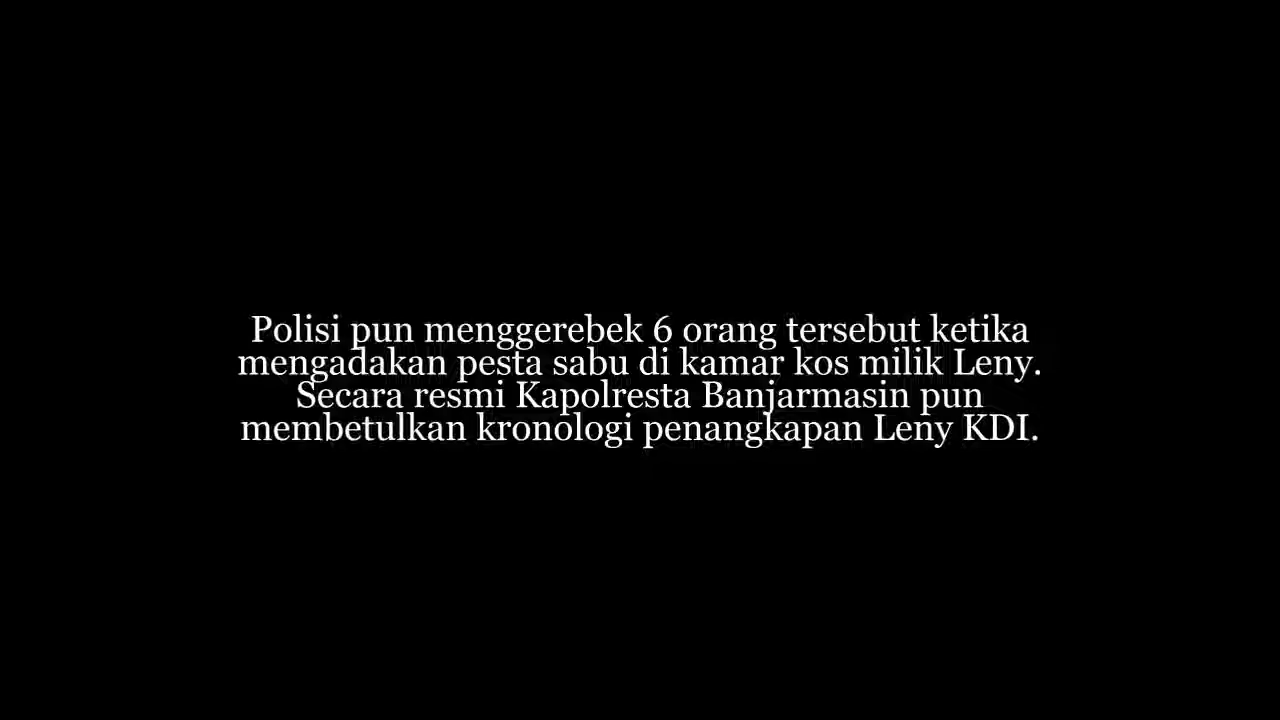 Polisi pun menggerebek 6 orang tersebut ketika
mengadakan pesta sabu di kamar kos milik Leny.
Secara resmi Kapolresta Banjarmasin pun
membetulkan kronologi penangkapan Leny KDI.